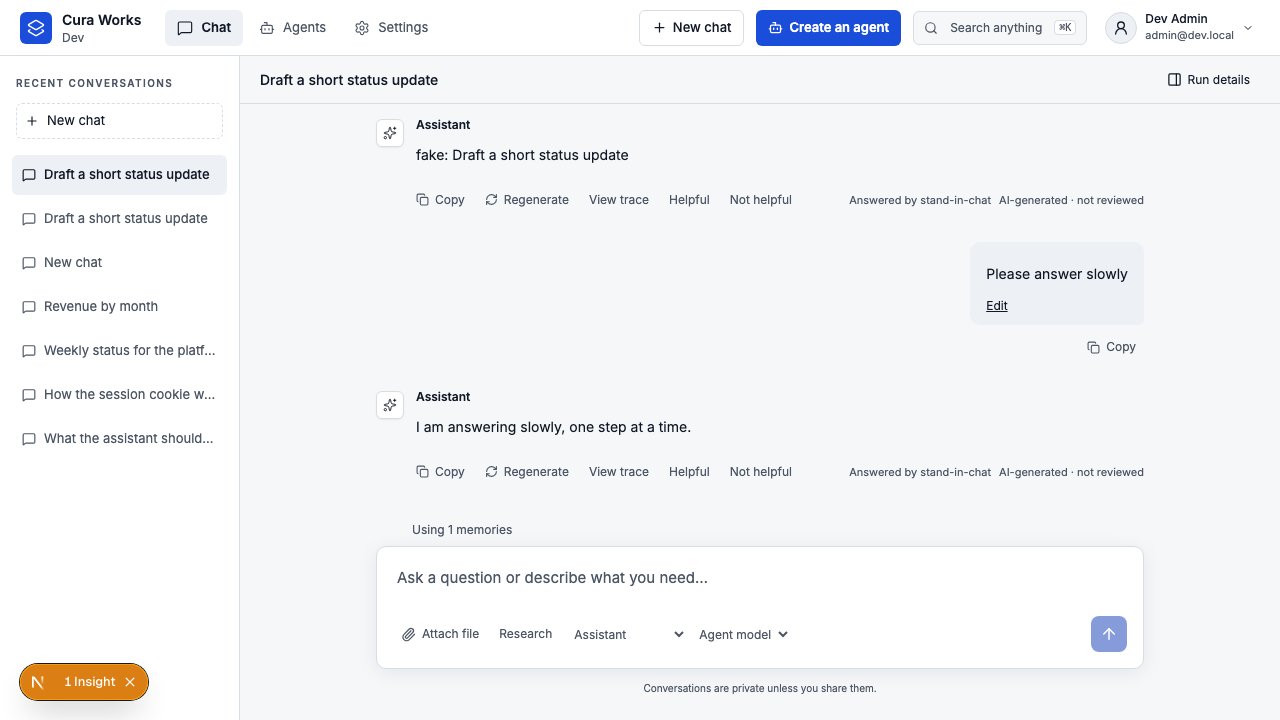 Cura Works
Dev
Chat
Agents
Settings
New chat
Create an agent
Search anything
⌘K
Dev Admin
admin@dev.local
RECENT CONVERSATIONS
New chat
Draft a short status update
Draft a short status update
New chat
Revenue by month
Weekly status for the platf...
How the session cookie w...
What the assistant should...
1 Insight
Draft a short status update
Run details
Assistant
fake: Draft a short status update
Copy Regenerate View trace Helpful Not helpful Answered by stand-in-chat AI-generated · not reviewed
Please answer slowly
Edit
Copy
Assistant
I am answering slowly, one step at a time.
Copy Regenerate View trace Helpful Not helpful Answered by stand-in-chat AI-generated · not reviewed
Using 1 memories
Ask a question or describe what you need...
Attach file Research Assistant Agent model
Conversations are private unless you share them.